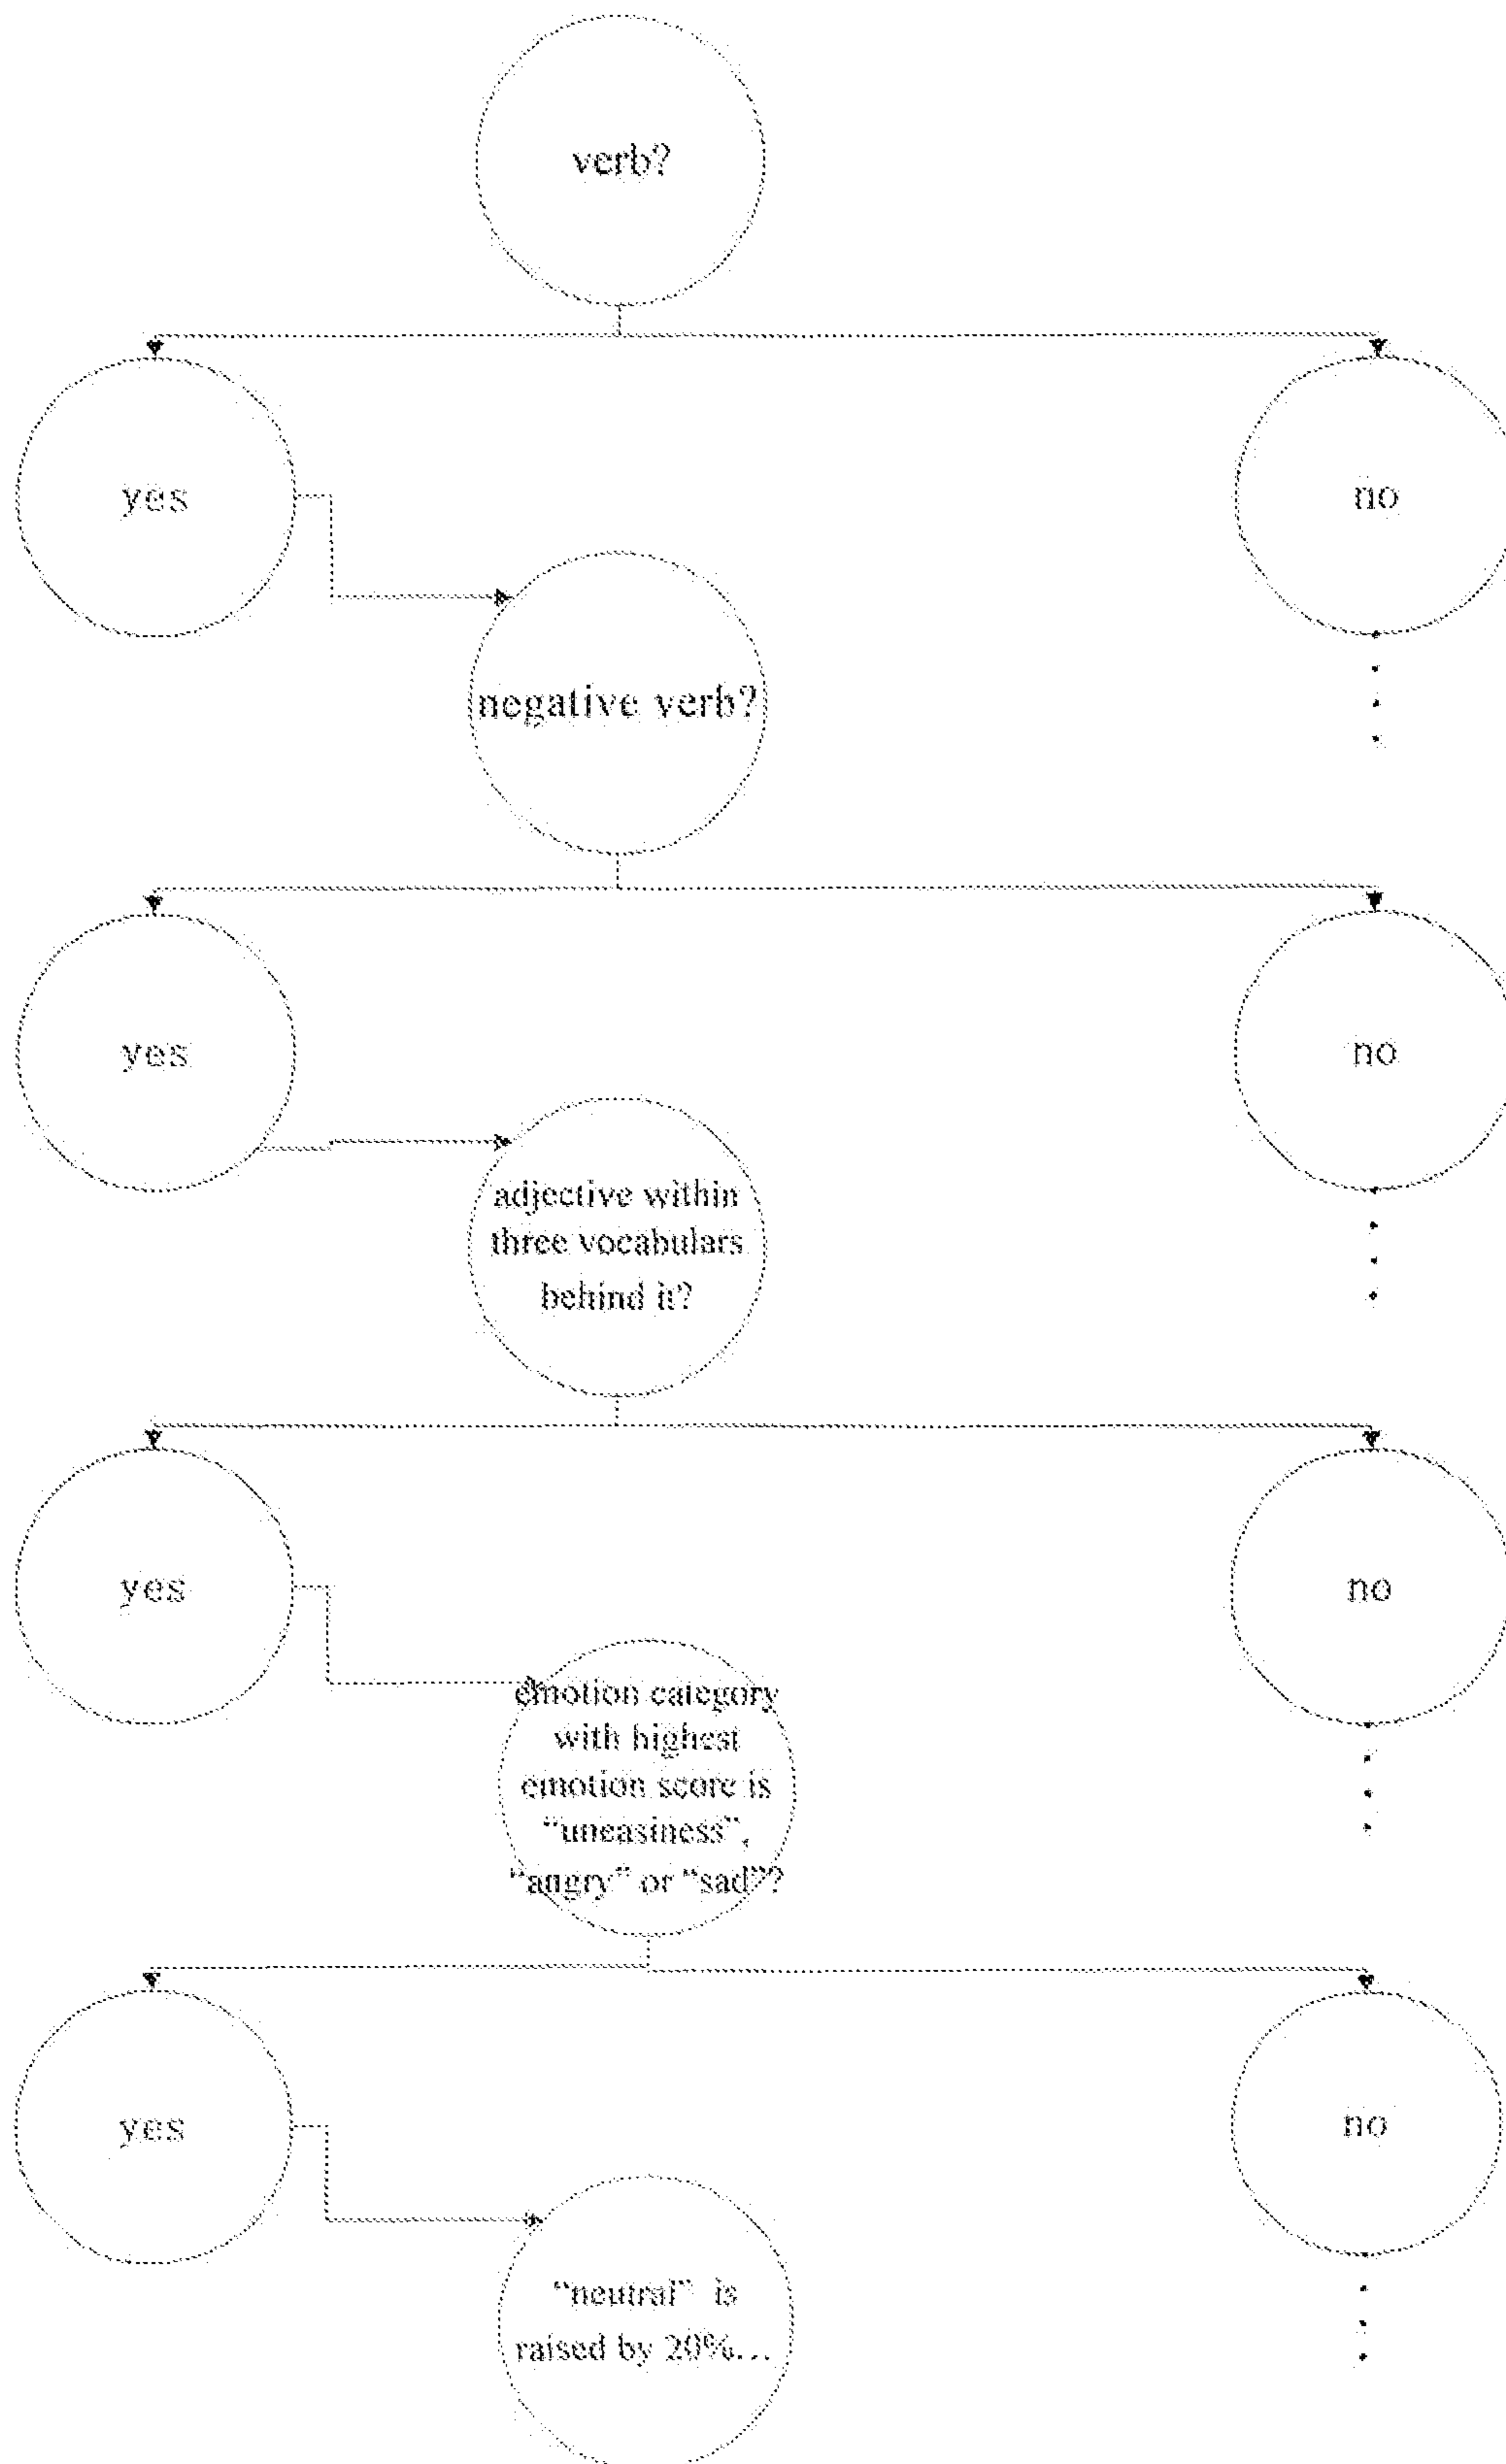 verb?
yes
no
negative verb?
yes
no
adjective within
three vocabulars
behind it?
yes
no
emotion category
with highest
emotion score is
“uneasiness”,
“angry” or “sad”?
yes
no
“neutral” is
raised by 20%...